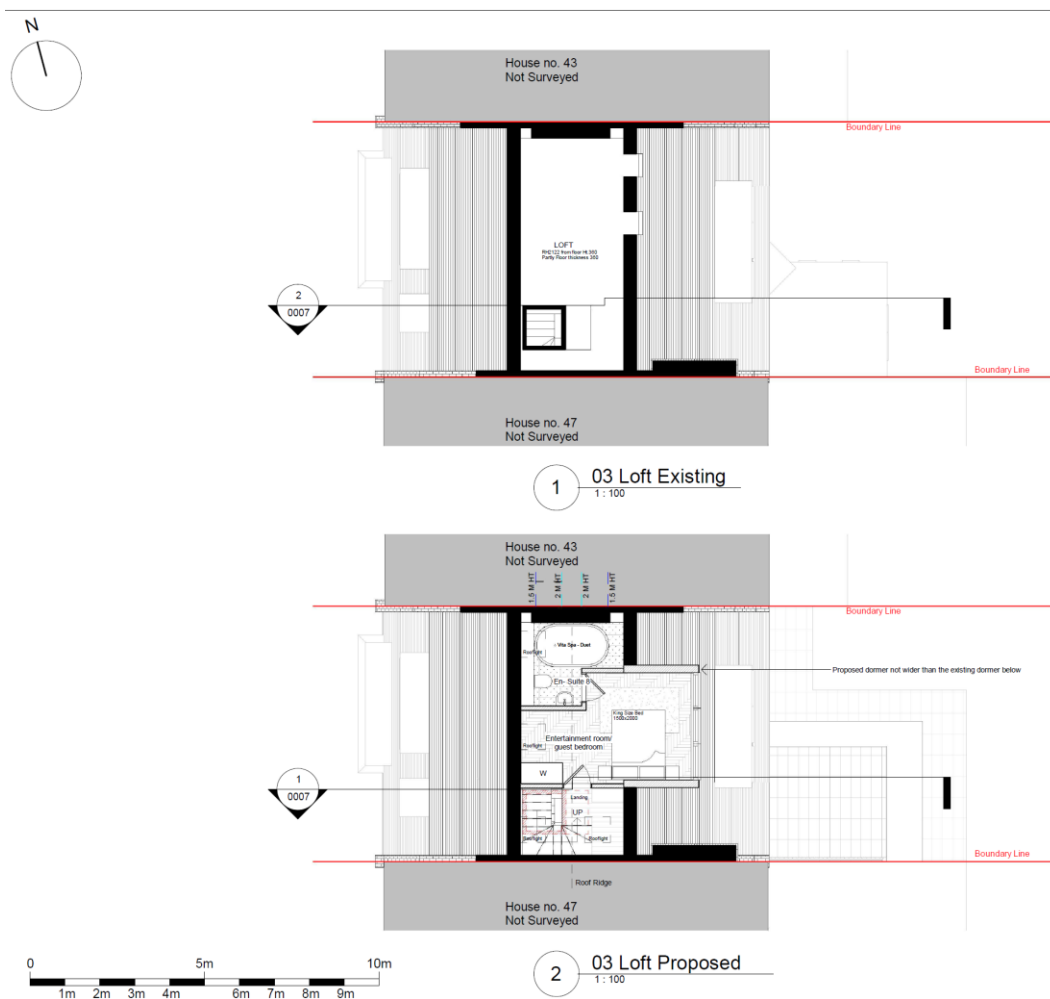 N
House no. 43
Not Surveyed
Boundary Line
LOFT
2
0007
Boundary Line
House no. 47
Not Surveyed
1
03 Loft Existing
1 : 100
House no. 43
Not Surveyed
1.5 M HT
2 M HT
2 M HT
1.5 M HT
Boundary Line
Rooflight
Vita Spa - Duet
Proposed dormer not wider than the existing dormer below
En- Suite 6
King Size Bed
1500x2000
Entertainment room/
guest bedroom
Rooflight
W
1
0007
Landing
UP
Rooflight
Rooflight
Boundary Line
Roof Ridge
House no. 47
Not Surveyed
0
5m
10m
1m
2m
3m
4m
6m
7m
8m
9m
2
03 Loft Proposed
1 : 100